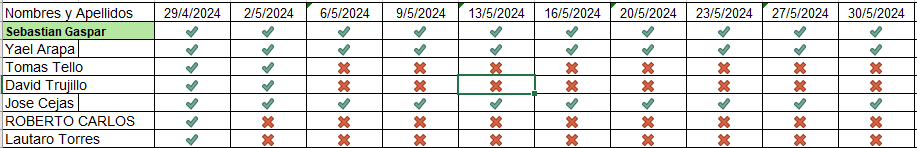 Nombres y Apellidos 29/4/2024 2/5/2024 6/5/2024 9/5/2024 13/5/2024 16/5/2024 20/5/2024 23/5/2024 27/5/2024 30/5/2024
Sebastian Gaspar
Yael Arapa
Tomas Tello
David Trujillo
Jose Cejas
ROBERTO CARLOS
Lautaro Torres